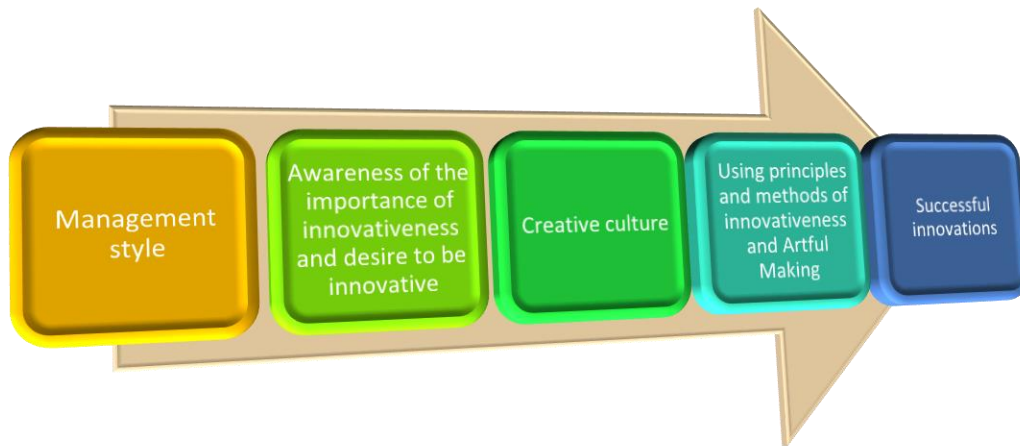 Management
style
Awareness of the
importance of
innovativeness
and desire to be
innovative
Creative culture
Using principles
and methods of
innovativeness
and Artful
Making
Successful
innovations